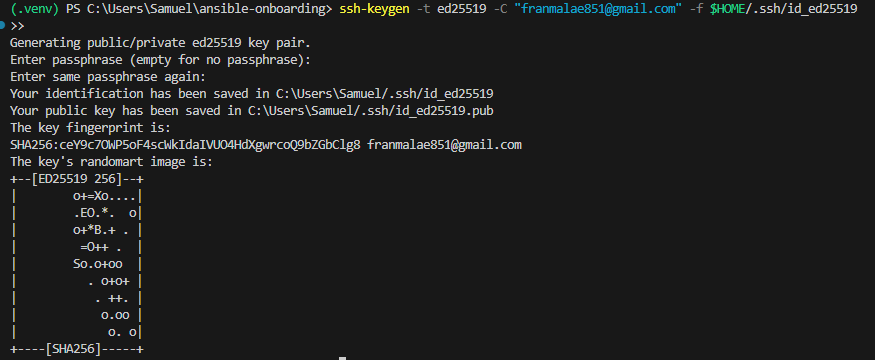 (.venv) PS C:\Users\Samuel\ansible-onboarding> ssh-keygen -t ed25519 -C "franmalae851@gmail.com" -f $HOME/.ssh/id_ed25519
>>
Generating public/private ed25519 key pair.
Enter passphrase (empty for no passphrase):
Enter same passphrase again:
Your identification has been saved in C:\Users\Samuel/.ssh/id_ed25519
Your public key has been saved in C:\Users\Samuel/.ssh/id_ed25519.pub
The key fingerprint is:
SHA256:ceY9c7OWP5oF4scWkIdaIVUO4HdXgwrcoQ9bZGbClg8 franmalae851@gmail.com
The key's randomart image is:
+--[ED25519 256]--+
|        o+=Xo....|
|        .EO.*.  o|
|        o+*B.+ . |
|         =O++ .  |
|        So.o+oo  |
|          . o+o+ |
|           . ++. |
|            o.oo |
|             o. o|
+----[SHA256]-----+